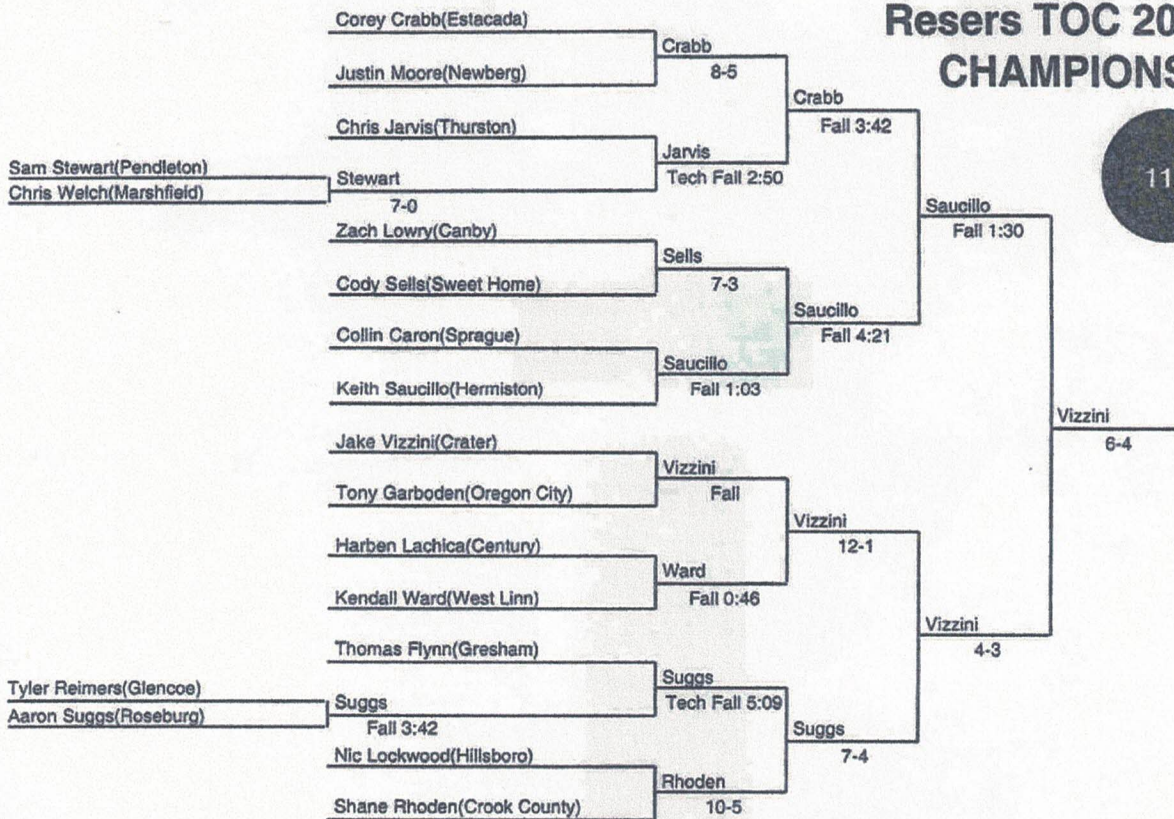 Resers TOC 20
CHAMPIONS
11
Corey Crabb(Estacada)
Crabb
8-5
Justin Moore(Newberg)
Crabb
Fall 3:42
Chris Jarvis(Thurston)
Jarvis
Tech Fall 2:50
Sam Stewart(Pendleton)
Chris Welch(Marshfield)
Stewart
7-0
Saucillo
Fall 1:30
Zach Lowry(Canby)
Sells
7-3
Cody Sells(Sweet Home)
Saucillo
Fall 4:21
Collin Caron(Sprague)
Saucillo
Fall 1:03
Keith Saucillo(Hermiston)
Vizzini
6-4
Jake Vizzini(Crater)
Vizzini
Fall
Tony Garboden(Oregon City)
Vizzini
12-1
Harben Lachica(Century)
Ward
Fall 0:46
Kendall Ward(West Linn)
Vizzini
4-3
Thomas Flynn(Gresham)
Suggs
Tech Fall 5:09
Tyler Reimers(Glencoe)
Aaron Suggs(Roseburg)
Suggs
Fall 3:42
Suggs
7-4
Nic Lockwood(Hillsboro)
Rhoden
10-5
Shane Rhoden(Crook County)